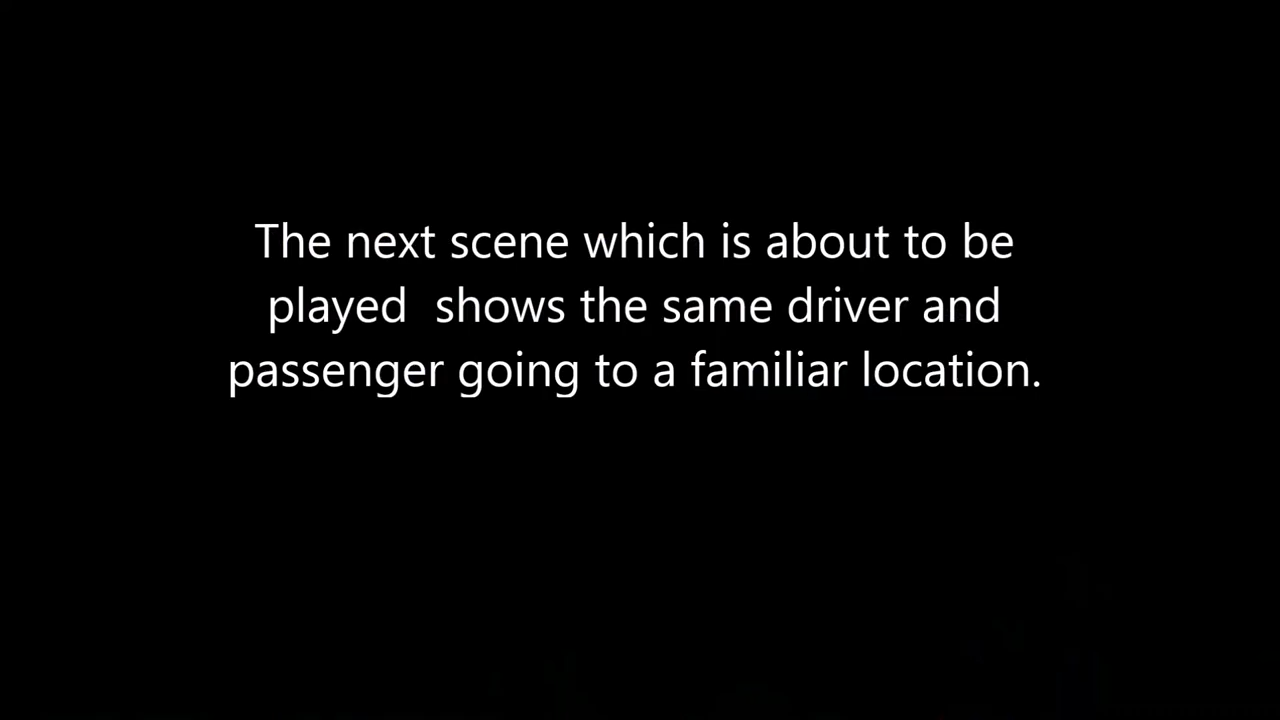 The next scene which is about to be
played  shows the same driver and
passenger going to a familiar location.